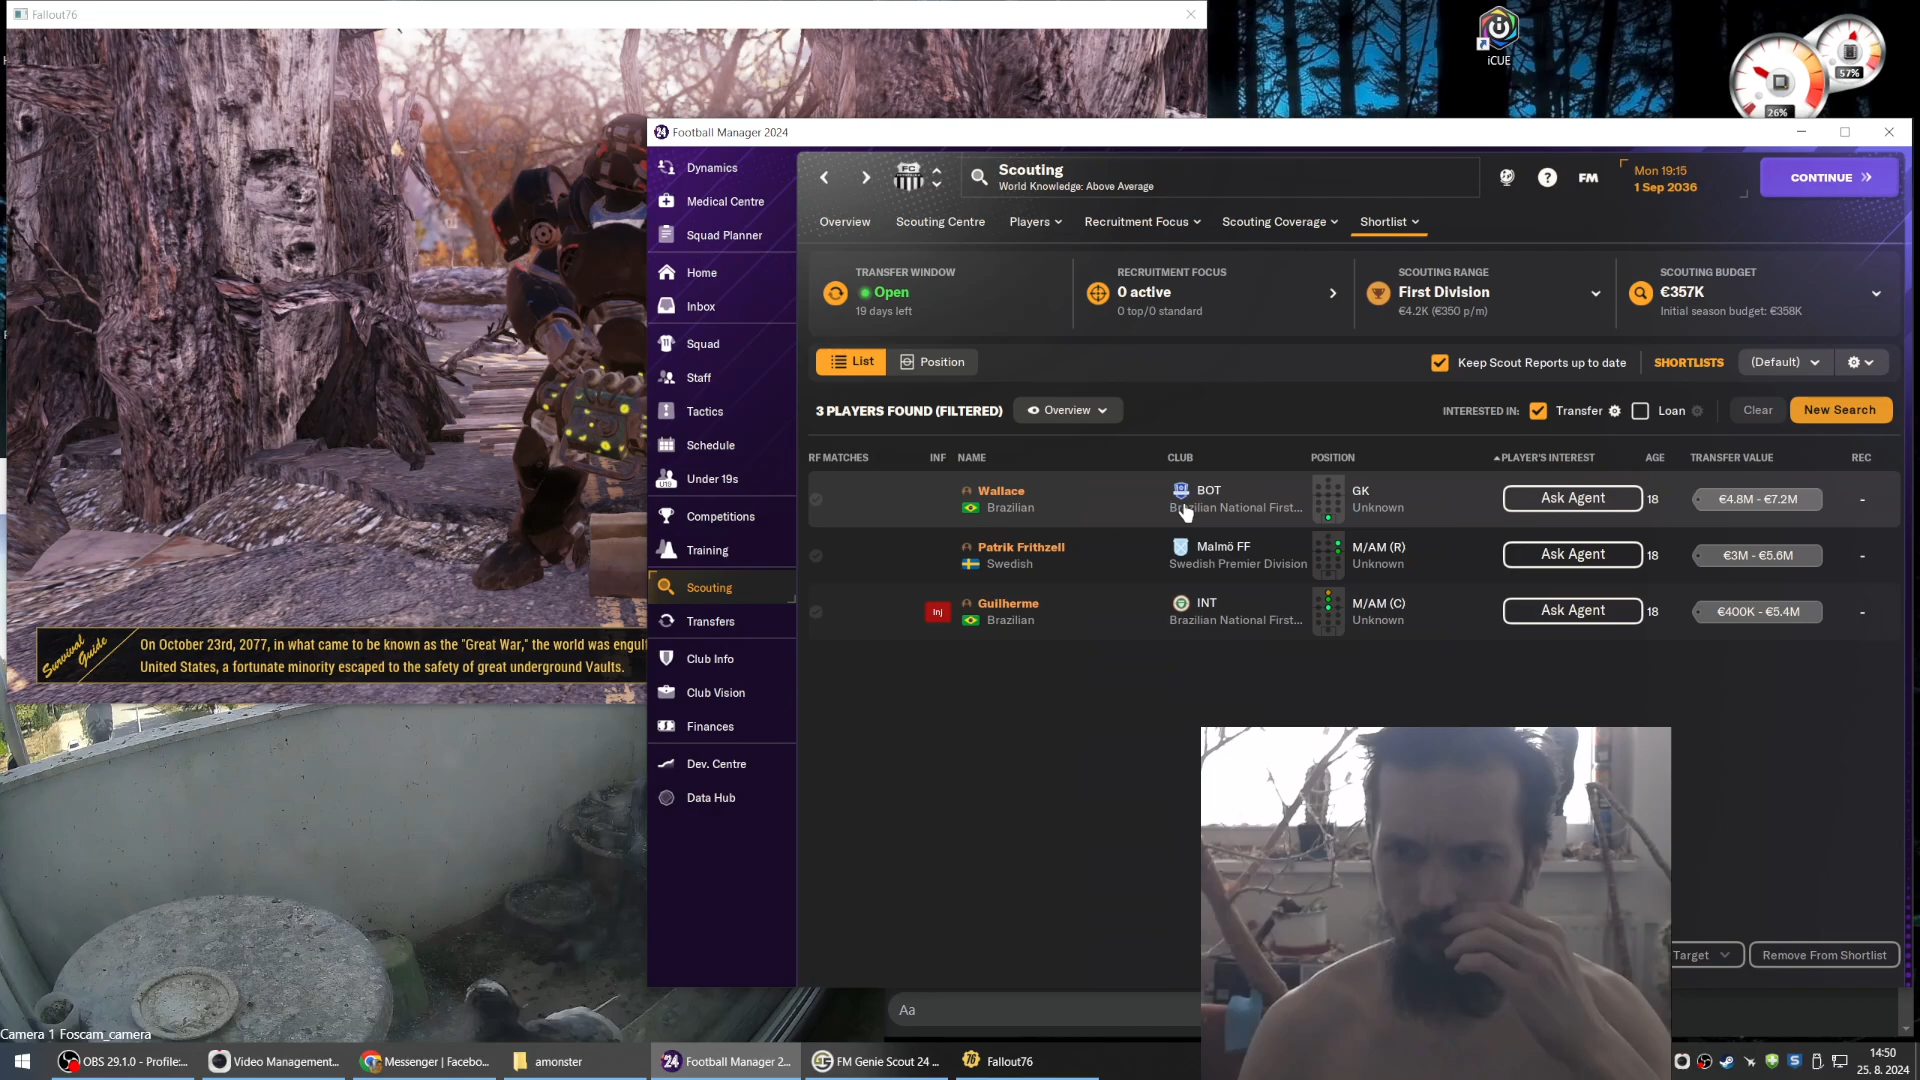 Fallout76
iCUE
57%
26%
Football Manager 2024
Dynamics
Medical Centre
Squad Planner
Home
Inbox
Squad
Staff
Tactics
Schedule
Under 19s
Competitions
Training
Scouting
Transfers
Club Info
Club Vision
Finances
Dev. Centre
Data Hub
Scouting
World Knowledge: Above Average
FM
Mon 19:15
1 Sep 2036
CONTINUE
Overview
Scouting Centre
Players
Recruitment Focus
Scouting Coverage
Shortlist
TRANSFER WINDOW
Open
19 days left
RECRUITMENT FOCUS
0 active
0 top/0 standard
SCOUTING RANGE
First Division
€4.2K (€350 p/m)
SCOUTING BUDGET
€357K
Initial season budget: €358K
List
Position
Keep Scout Reports up to date
SHORTLISTS
(Default)
3 PLAYERS FOUND (FILTERED)
Overview
INTERESTED IN:
Transfer
Loan
Clear
New Search
RF MATCHES INF NAME CLUB POSITION PLAYER'S INTEREST AGE TRANSFER VALUE REC
Wallace BOT GK Ask Agent 18 €4.8M - €7.2M -
Brazilian Brazilian National First... Unknown
Patrik Frithzell Malmö FF M/AM (R) Ask Agent 18 €3M - €5.6M -
Swedish Swedish Premier Division Unknown
Inj Guilherme INT M/AM (C) Ask Agent 18 €400K - €5.4M -
Brazilian Brazilian National First... Unknown
Target
Remove From Shortlist
Survival Guide
On October 23rd, 2077, in what came to be known as the "Great War," the world was engulf
United States, a fortunate minority escaped to the safety of great underground Vaults.
Aa
Camera 1 Foscam_camera
OBS 29.1.0 - Profile:...
Video Management...
Messenger | Facebo...
amonster
Football Manager 2...
FM Genie Scout 24 ...
Fallout76
14:50
25. 8. 2024